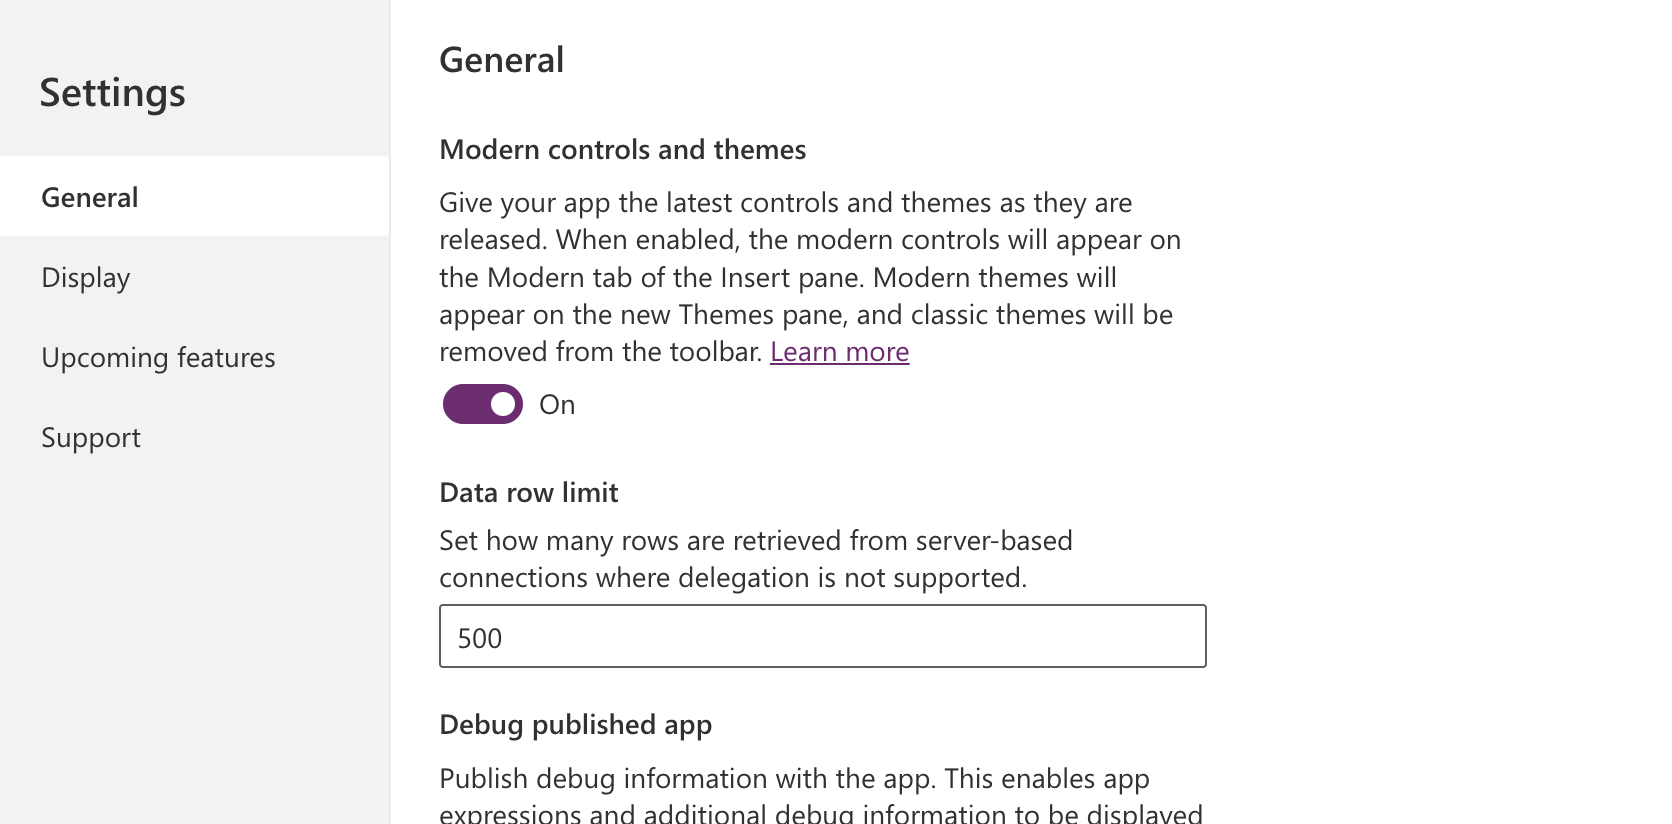 Settings
General
Display
Upcoming features
Support
General
Modern controls and themes
Give your app the latest controls and themes as they are
released. When enabled, the modern controls will appear on
the Modern tab of the Insert pane. Modern themes will
appear on the new Themes pane, and classic themes will be
removed from the toolbar. Learn more
On
Data row limit
Set how many rows are retrieved from server-based
connections where delegation is not supported.
500
Debug published app
Publish debug information with the app. This enables app
expressions and additional debug information to be displayed